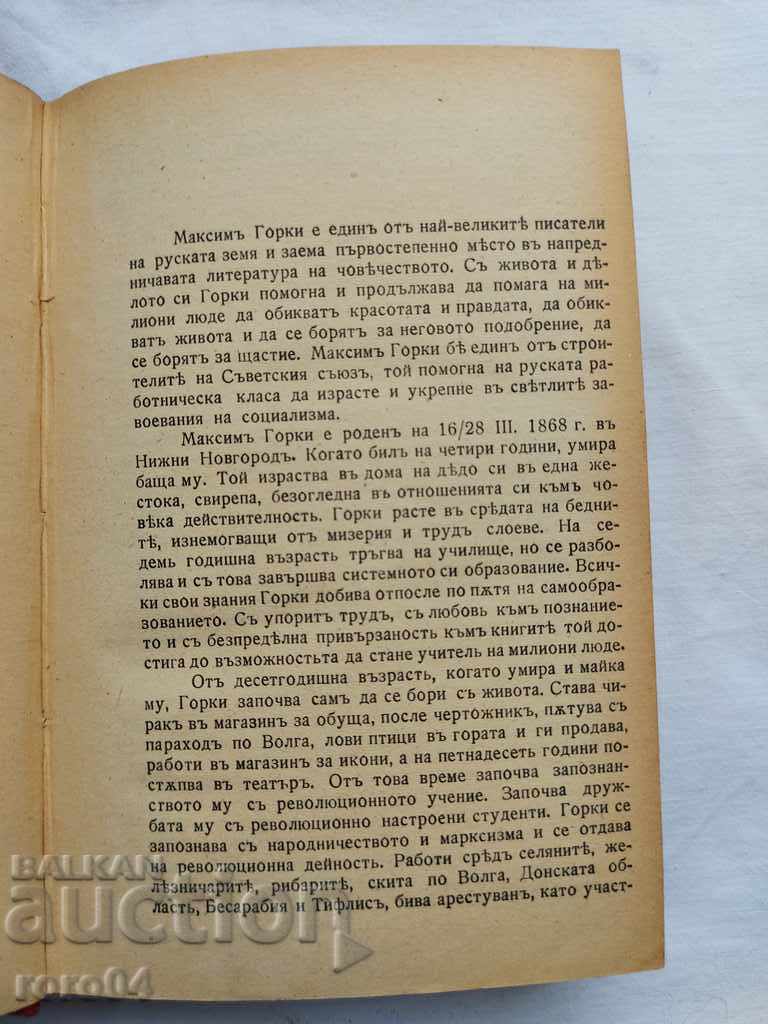 Максимъ Горки е единъ отъ най-великитѣ писатели
на руската земя и заема първостепенно мѣсто въ напред-
ничавата литература на човѣчеството. Съ живота и дѣ-
лото си Горки помогна и продължава да помага на ми-
лиони люде да обикватъ красотата и правдата, да обик-
ватъ живота и да се борятъ за неговото подобрение, да
се борятъ за щастие. Максимъ Горки бѣ единъ отъ строи-
телитѣ на Съветския съюзъ, той помогна на руската ра-
ботническа класа да израсте и укрепне въ свѣтлитѣ за-
воевания на социализма.
Максимъ Горки е роденъ на 16/28 III. 1868 г. въ
Нижни Новгородъ. Когато билъ на четири години, умира
баща му. Той израства въ дома на дѣдо си въ една же-
стока, свирепа, безогледна въ отношенията си къмъ чо-
вѣка действителность. Горки расте въ срѣдата на бедни-
тѣ, изнемогващи отъ мизерия и трудъ слоеве. На се-
демь годишна възрасть тръгва на училище, но се разбо-
лява и съ това завършва системното си образование. Всич-
ки свои знания Горки добива отпосле по пѫтя на самообра-
зованието. Съ упоритъ трудъ, съ любовь къмъ познание-
то и съ безпредѣлна привързаность къмъ книгитѣ той до-
стига до възможностьта да стане учитель на милиони люде.
Отъ десетгодишна възрасть, когато умира и майка
му, Горки започва самъ да се бори съ живота. Става чи-
ракъ въ магазинъ за обуща, после чертожникъ, пѫтува съ
параходъ по Волга, лови птици въ гората и ги продава,
работи въ магазинъ за икони, а на петнадесеть години по-
стѫпва въ театъръ. Отъ това време започва запознан-
ството му съ революционното учение. Започва друж-
бата му съ революционно настроени студенти. Горки се
запознава съ народничеството и марксизма и се отдава
на революционна дейность. Работи срѣдъ селянитѣ, же-
лѣзничаритѣ, рибаритѣ, скита по Волга, Донската об-
ласть, Бесарабия и Тифлисъ, бива арестуванъ, като участ-
BALKAN
auction
roro04